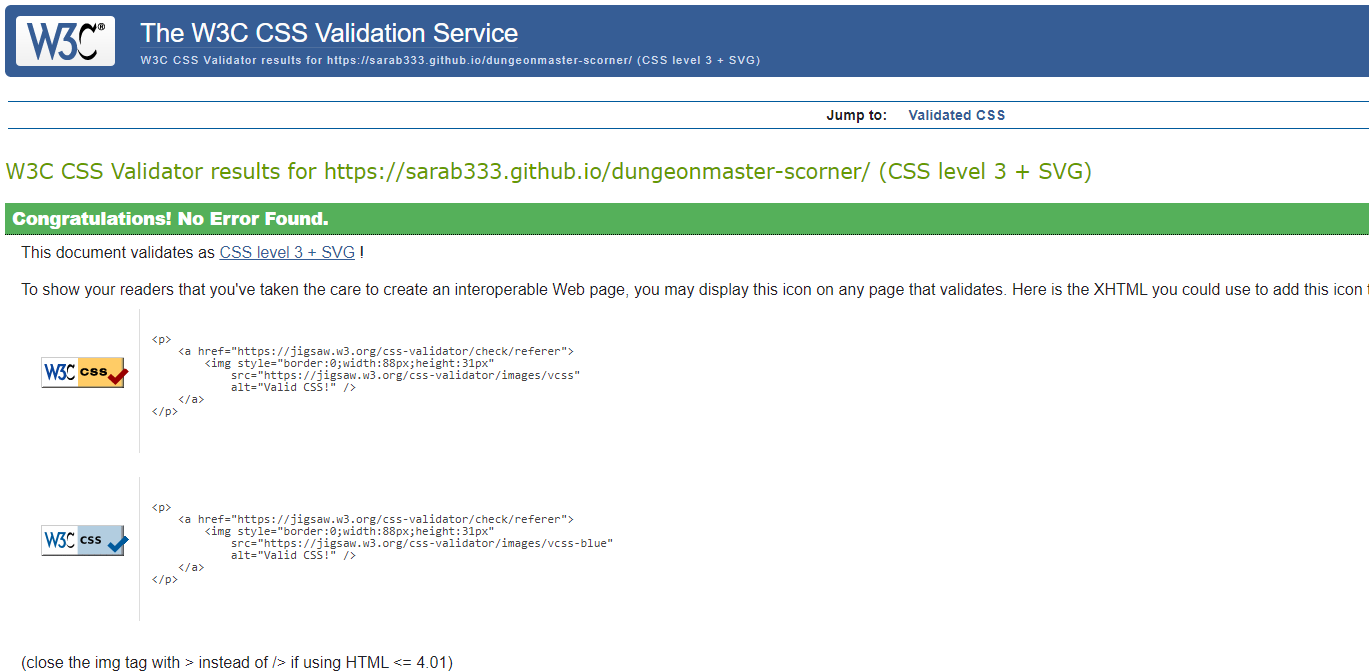 W3C®
The W3C CSS Validation Service
W3C CSS Validator results for https://sarab333.github.io/dungeonmaster-scorner/ (CSS level 3 + SVG)
Jump to: Validated CSS
W3C CSS Validator results for https://sarab333.github.io/dungeonmaster-scorner/ (CSS level 3 + SVG)
Congratulations! No Error Found.
This document validates as CSS level 3 + SVG !
To show your readers that you've taken the care to create an interoperable Web page, you may display this icon on any page that validates. Here is the XHTML you could use to add this icon
<p>
<a href="https://jigsaw.w3.org/css-validator/check/referer">
<img style="border:0;width:88px;height:31px"
W3C css
src="https://jigsaw.w3.org/css-validator/images/vcss"
alt="Valid CSS!" />
</a>
</p>
<p>
<a href="https://jigsaw.w3.org/css-validator/check/referer">
<img style="border:0;width:88px;height:31px"
W3C css
src="https://jigsaw.w3.org/css-validator/images/vcss-blue"
alt="Valid CSS!" />
</a>
</p>
(close the img tag with > instead of /> if using HTML <= 4.01)